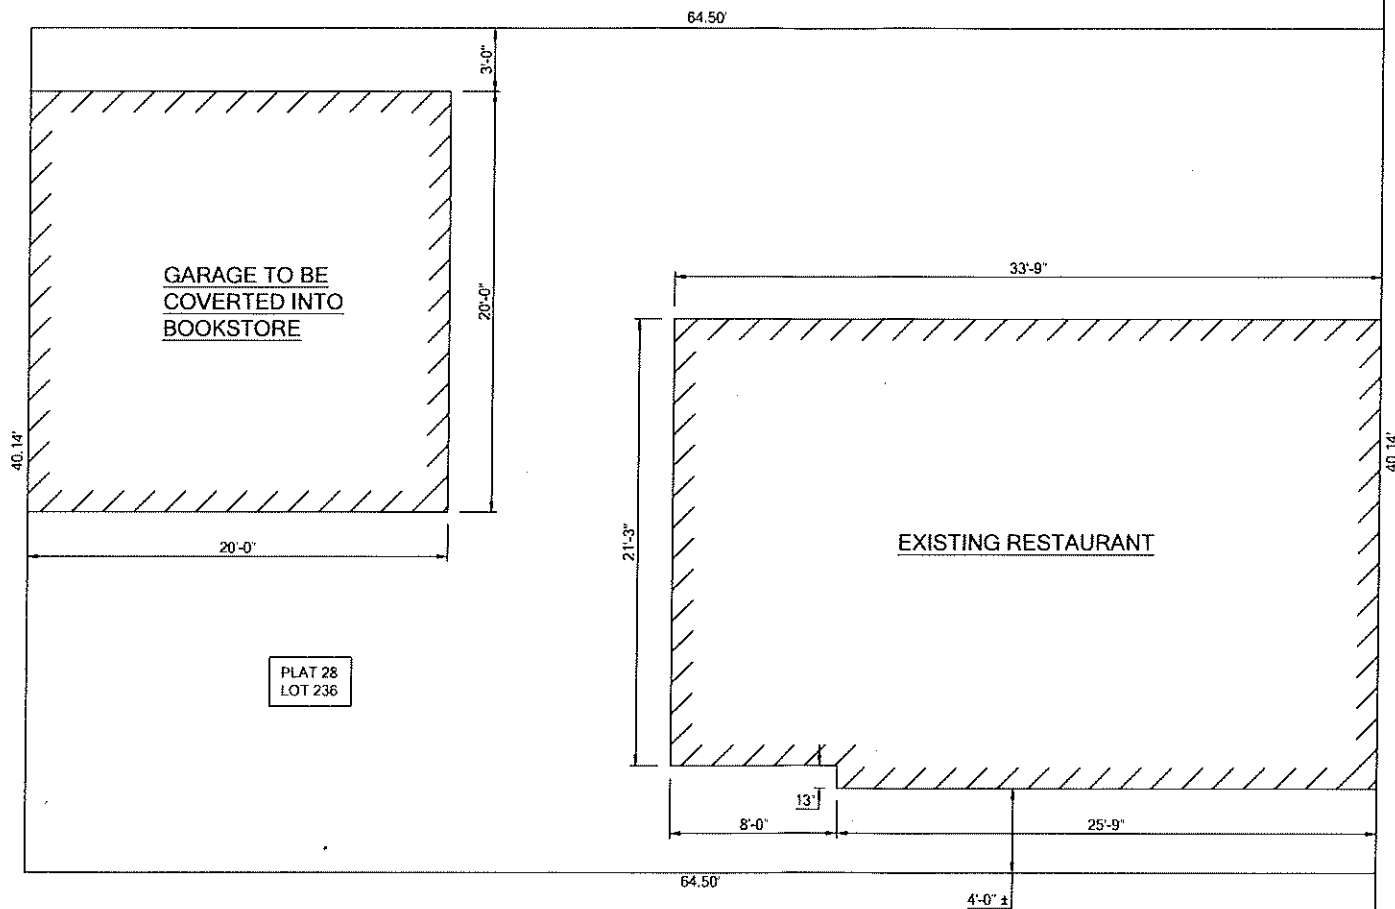 64.50'
3'-0"
GARAGE TO BE
COVERTED INTO
BOOKSTORE
20'-0"
33'-9"
40.14'
40.14'
20'-0"
21'-3"
EXISTING RESTAURANT
PLAT 28
LOT 236
13"
8'-0"
25'-9"
64.50'
4'-0" ±